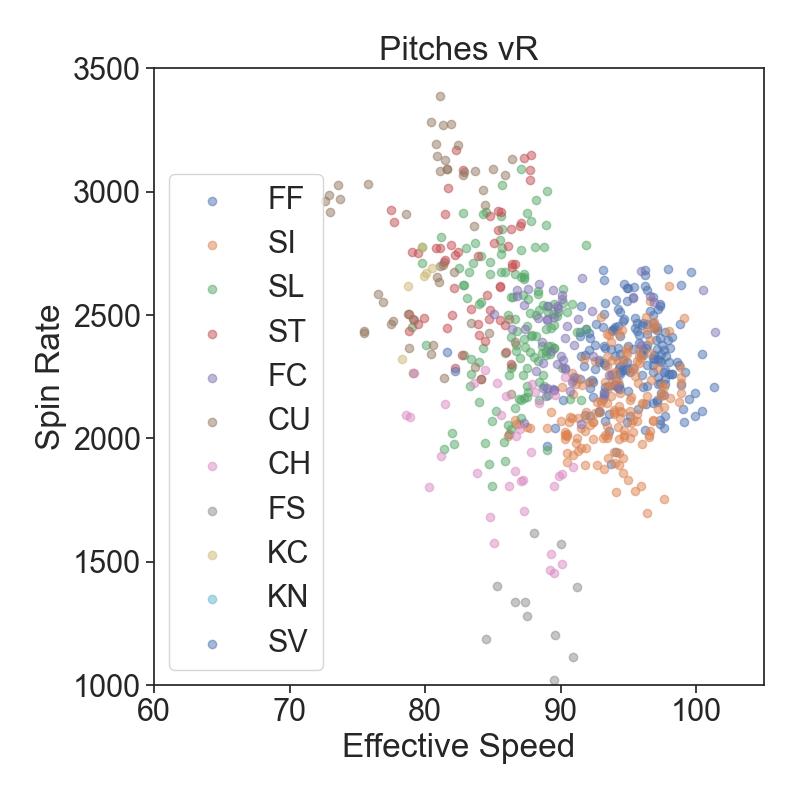 Pitches vR
3500
3000
2500
2000
1500
1000
Spin Rate
FF
SI
SL
ST
FC
CU
CH
FS
KC
KN
SV
60 70 80 90 100
Effective Speed